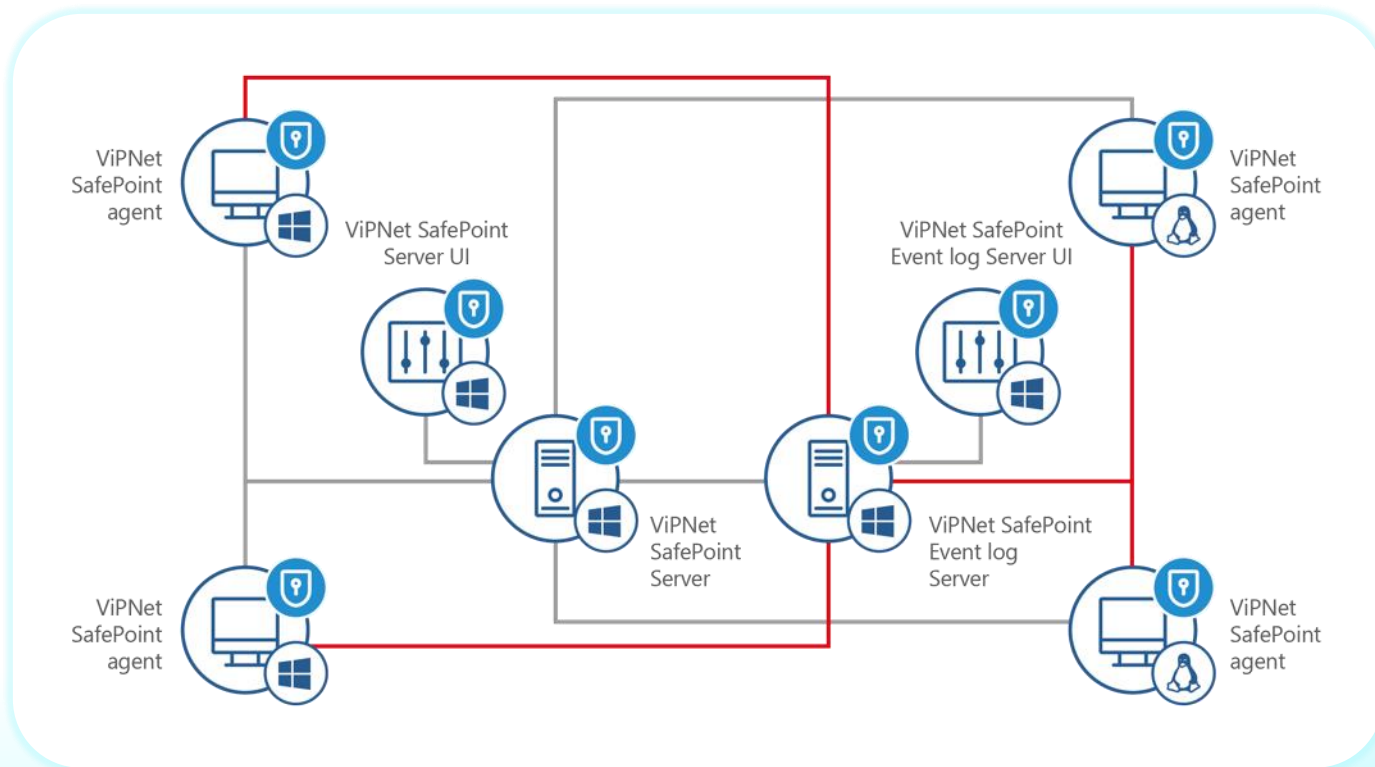 ViPNet
SafePoint
agent
ViPNet SafePoint
Server UI
ViPNet SafePoint
Event log Server UI
ViPNet
SafePoint
agent
ViPNet
SafePoint
Server
ViPNet SafePoint
Event log
Server
ViPNet
SafePoint
agent
ViPNet
SafePoint
agent